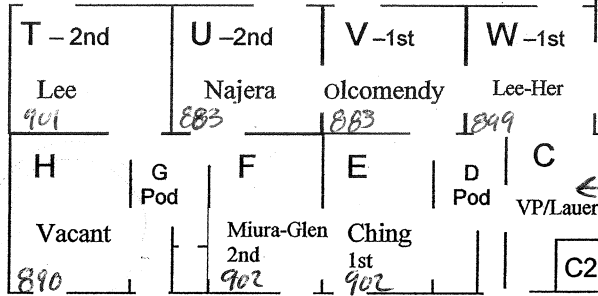 T – 2nd
U –2nd
V –1st
W –1st
Lee
Najera
Olcomendy
Lee-Her
901
883
883
899
H
G
Pod
F
E
D
Pod
C
VP/Lauer
Vacant
Miura-Glen
2nd
Ching
1st
890
902
902
C2